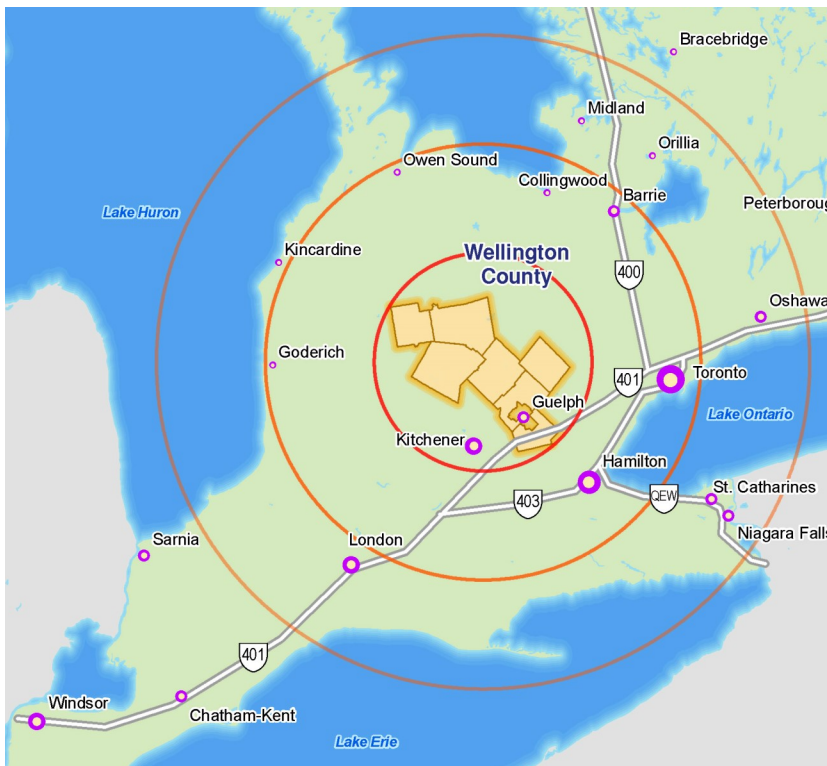 Bracebridge
Midland
Orillia
Owen Sound
Collingwood
Barrie
Peterboroug
Lake Huron
Kincardine
Wellington
County
400
Oshawa
Goderich
401
Toronto
Guelph
Lake Ontario
Kitchener
Hamilton
403
QEW
St. Catharines
Niagara Falls
Sarnia
London
401
Windsor
Chatham-Kent
Lake Erie